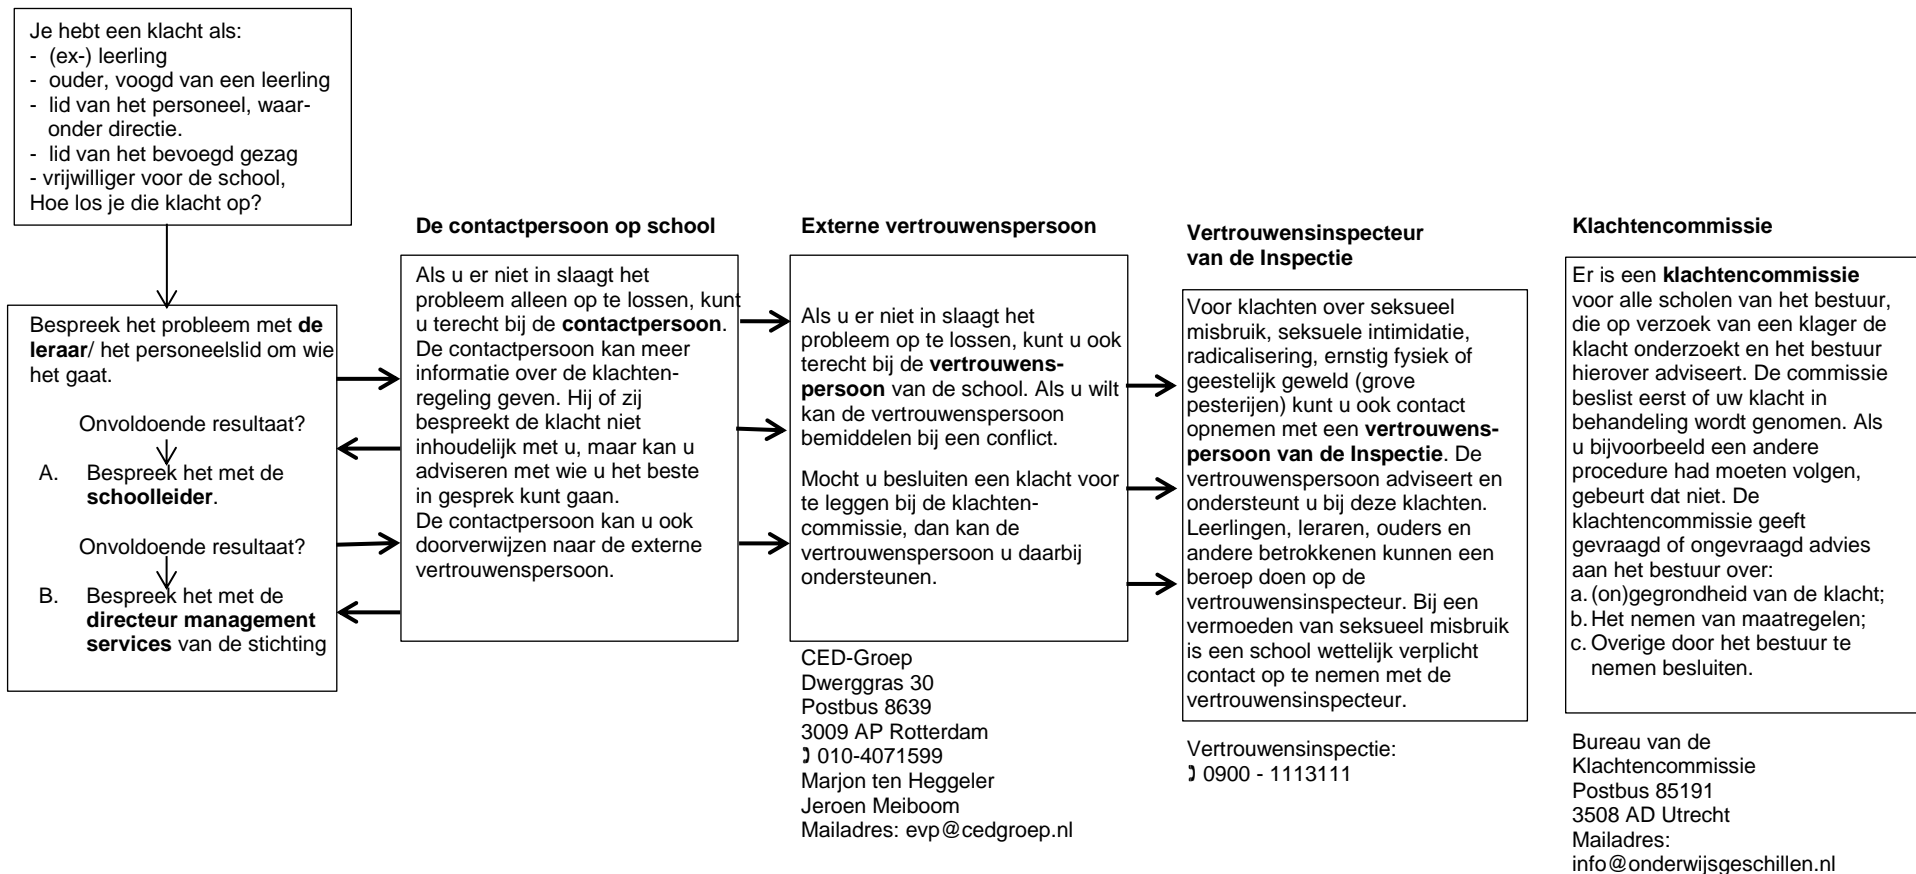 Je hebt een klacht als:
- (ex-) leerling
- ouder, voogd van een leerling
- lid van het personeel, waar-
onder directie.
- lid van het bevoegd gezag
- vrijwilliger voor de school,
Hoe los je die klacht op?
Bespreek het probleem met de
leraar/ het personeelslid om wie
het gaat.
Onvoldoende resultaat?
A. Bespreek het met de
schoolleider.
Onvoldoende resultaat?
B. Bespreek het met de
directeur management
services van de stichting
De contactpersoon op school
Als u er niet in slaagt het
probleem alleen op te lossen, kunt
u terecht bij de contactpersoon.
De contactpersoon kan meer
informatie over de klachten-
regeling geven. Hij of zij
bespreekt de klacht niet
inhoudelijk met u, maar kan u
adviseren met wie u het beste
in gesprek kunt gaan.
De contactpersoon kan u ook
doorverwijzen naar de externe
vertrouwenspersoon.
Externe vertrouwenspersoon
Als u er niet in slaagt het
probleem op te lossen, kunt u ook
terecht bij de vertrouwens-
persoon van de school. Als u wilt
kan de vertrouwenspersoon
bemiddelen bij een conflict.
Mocht u besluiten een klacht voor
te leggen bij de klachten-
commissie, dan kan de
vertrouwenspersoon u daarbij
ondersteunen.
CED-Groep
Dwerggras 30
Postbus 8639
3009 AP Rotterdam
010-4071599
Marjon ten Heggeler
Jeroen Meiboom
Mailadres: evp@cedgroep.nl
Vertrouwensinspecteur
van de Inspectie
Voor klachten over seksueel
misbruik, seksuele intimidatie,
radicalisering, ernstig fysiek of
geestelijk geweld (grove
pesterijen) kunt u ook contact
opnemen met een vertrouwens-
persoon van de Inspectie. De
vertrouwenspersoon adviseert en
ondersteunt u bij deze klachten.
Leerlingen, leraren, ouders en
andere betrokkenen kunnen een
beroep doen op de
vertrouwensinspecteur. Bij een
vermoeden van seksueel misbruik
is een school wettelijk verplicht
contact op te nemen met de
vertrouwensinspecteur.
Vertrouwensinspectie:
0900 - 1113111
Klachtencommissie
Er is een klachtencommissie
voor alle scholen van het bestuur,
die op verzoek van een klager de
klacht onderzoekt en het bestuur
hierover adviseert. De commissie
beslist eerst of uw klacht in
behandeling wordt genomen. Als
u bijvoorbeeld een andere
procedure had moeten volgen,
gebeurt dat niet. De
klachtencommissie geeft
gevraagd of ongevraagd advies
aan het bestuur over:
a. (on)gegrondheid van de klacht;
b. Het nemen van maatregelen;
c. Overige door het bestuur te
nemen besluiten.
Bureau van de
Klachtencommissie
Postbus 85191
3508 AD Utrecht
Mailadres:
info@onderwijsgeschillen.nl